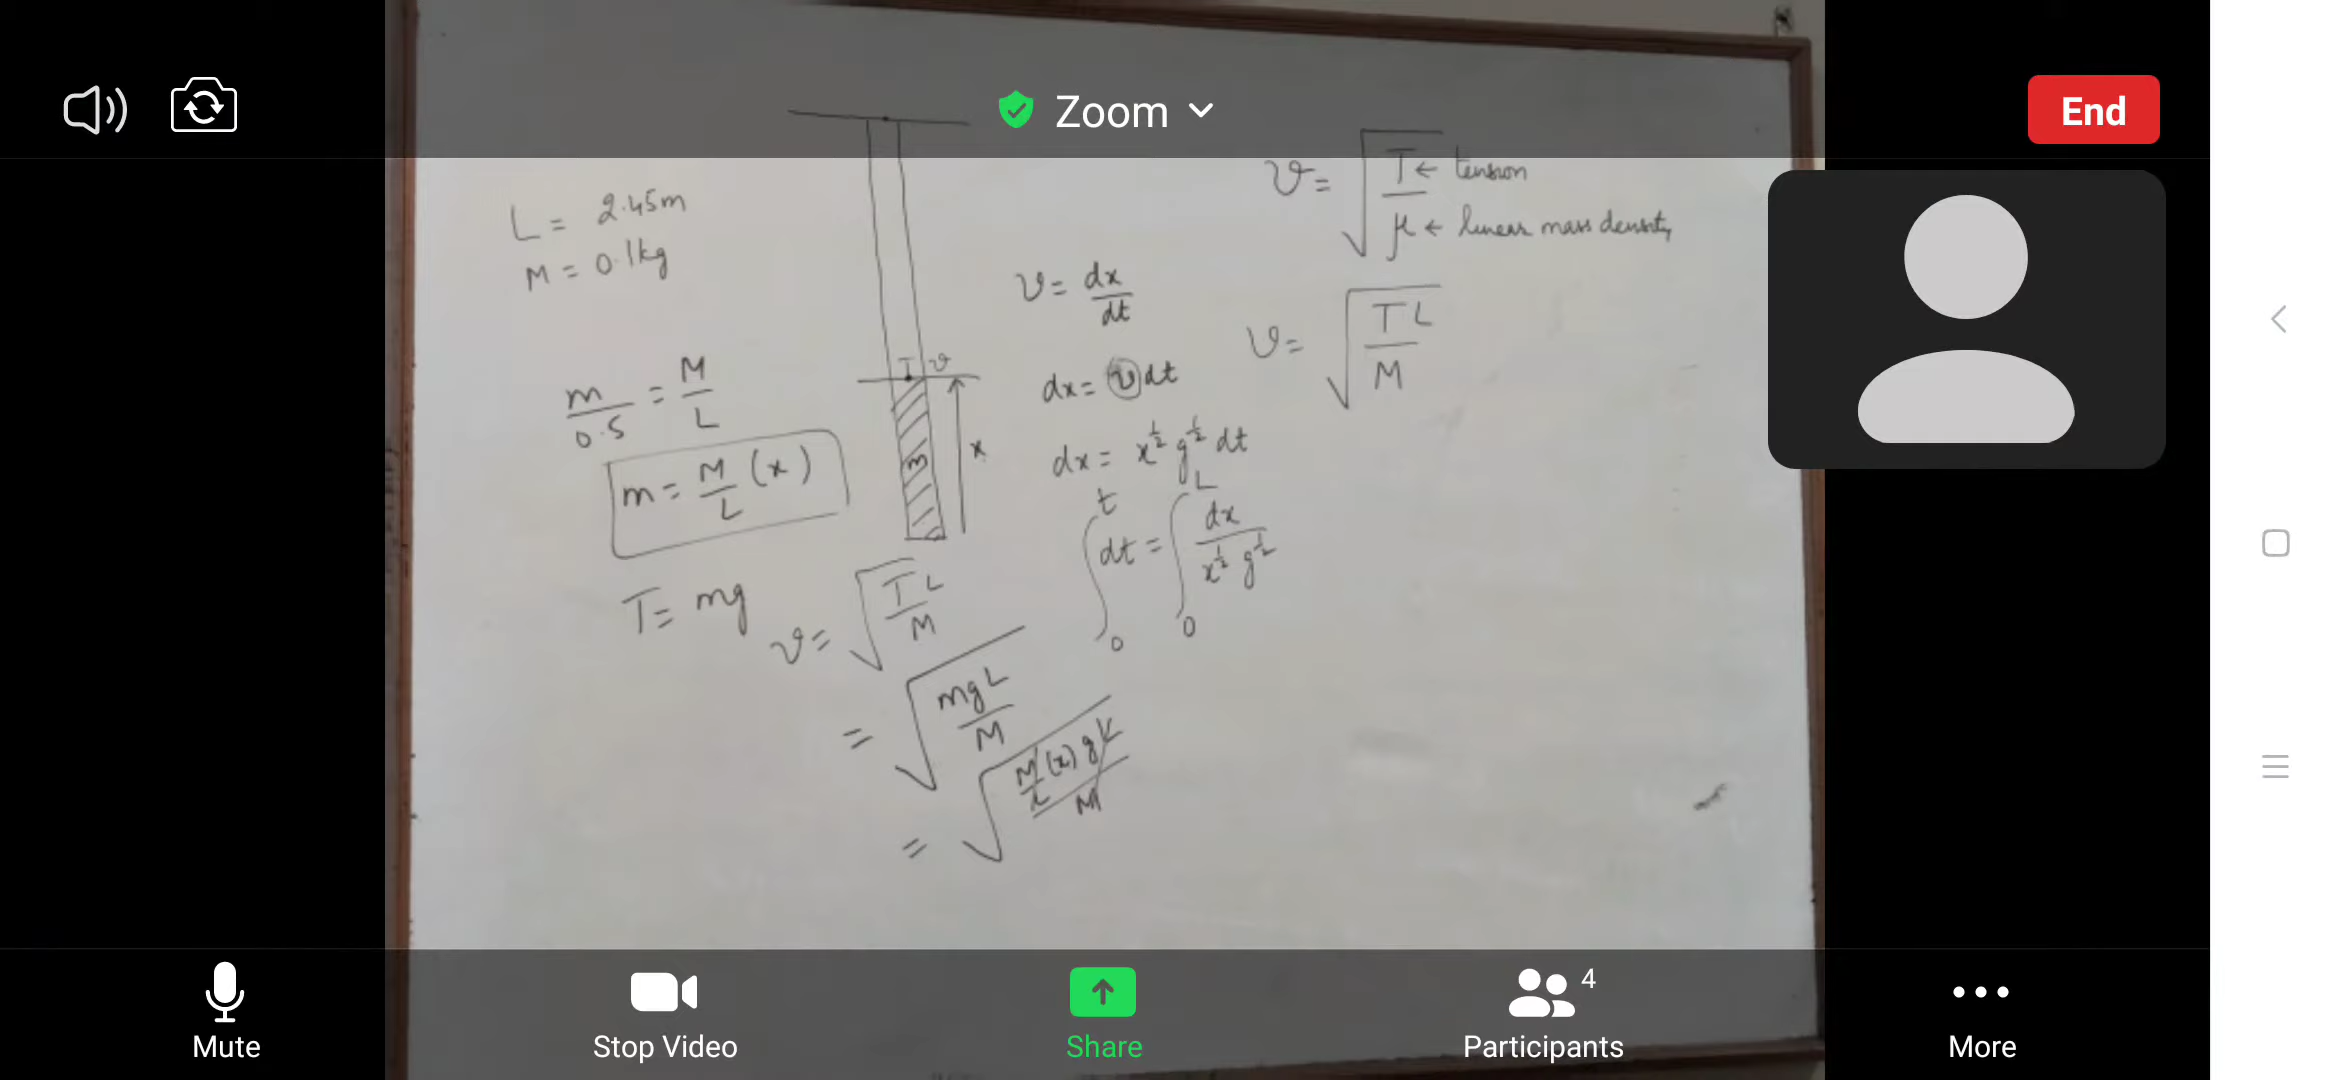 Zoom
End
L = 2.45m
M = 0.1kg
m/0.5 = M/L
m = M/L (x)
T = mg
T v
m
x
v = √(TL/M)
= √(mgL/M)
= √(M/L (x) g L / M)
v = dx/dt
dx = v dt
dx = x^1/2 g^1/2 dt
∫₀^t dt = ∫₀^L dx / x^1/2 g^1/2
v = √(T ← tension / μ ← linear mass density)
v = √(TL/M)
Mute
Stop Video
Share
Participants 4
More